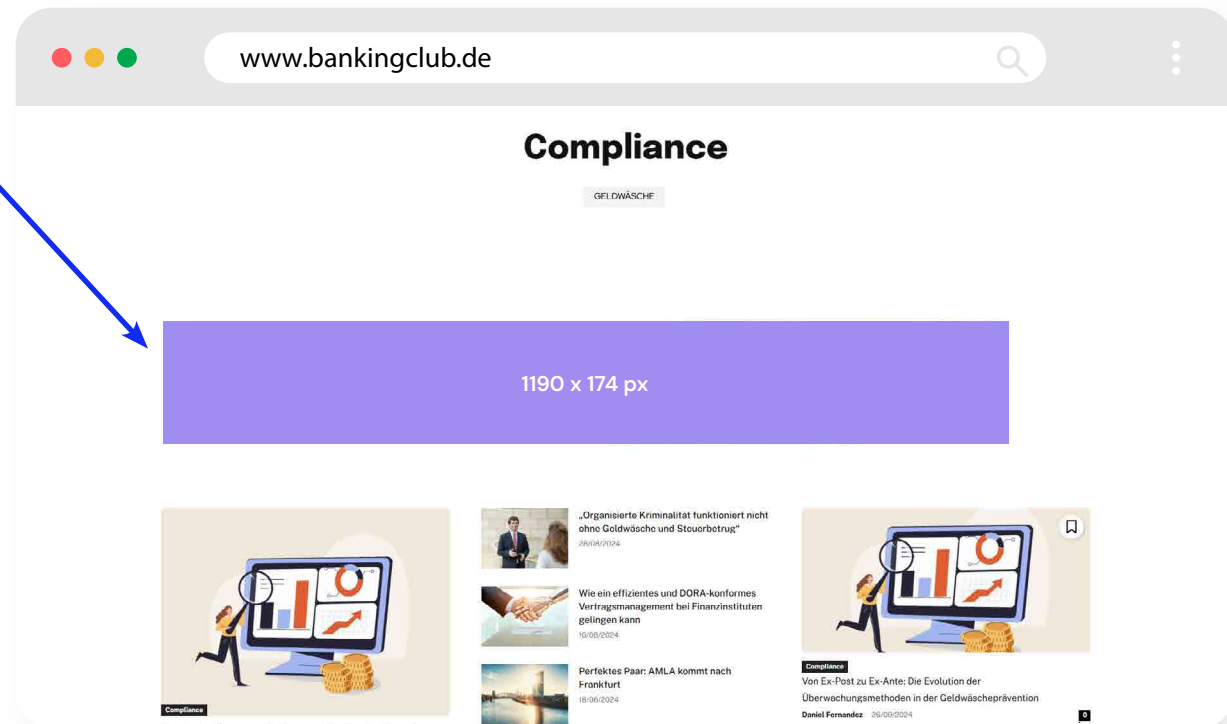 www.bankingclub.de
Compliance
GELDWÄSCHE
1190 x 174 px
Compliance
„Organisierte Kriminalität funktioniert nicht
ohne Geldwäsche und Steuerbetrug“
28/08/2024
Wie ein effizientes und DORA-konformes
Vertragsmanagement bei Finanzinstituten
gelingen kann
16/08/2024
Perfektes Paar: AMLA kommt nach
Frankfurt
18/06/2024
Compliance
Von Ex-Post zu Ex-Ante: Die Evolution der
Überwachungsmethoden in der Geldwäscheprävention
Daniel Fernandez 26/09/2024
0